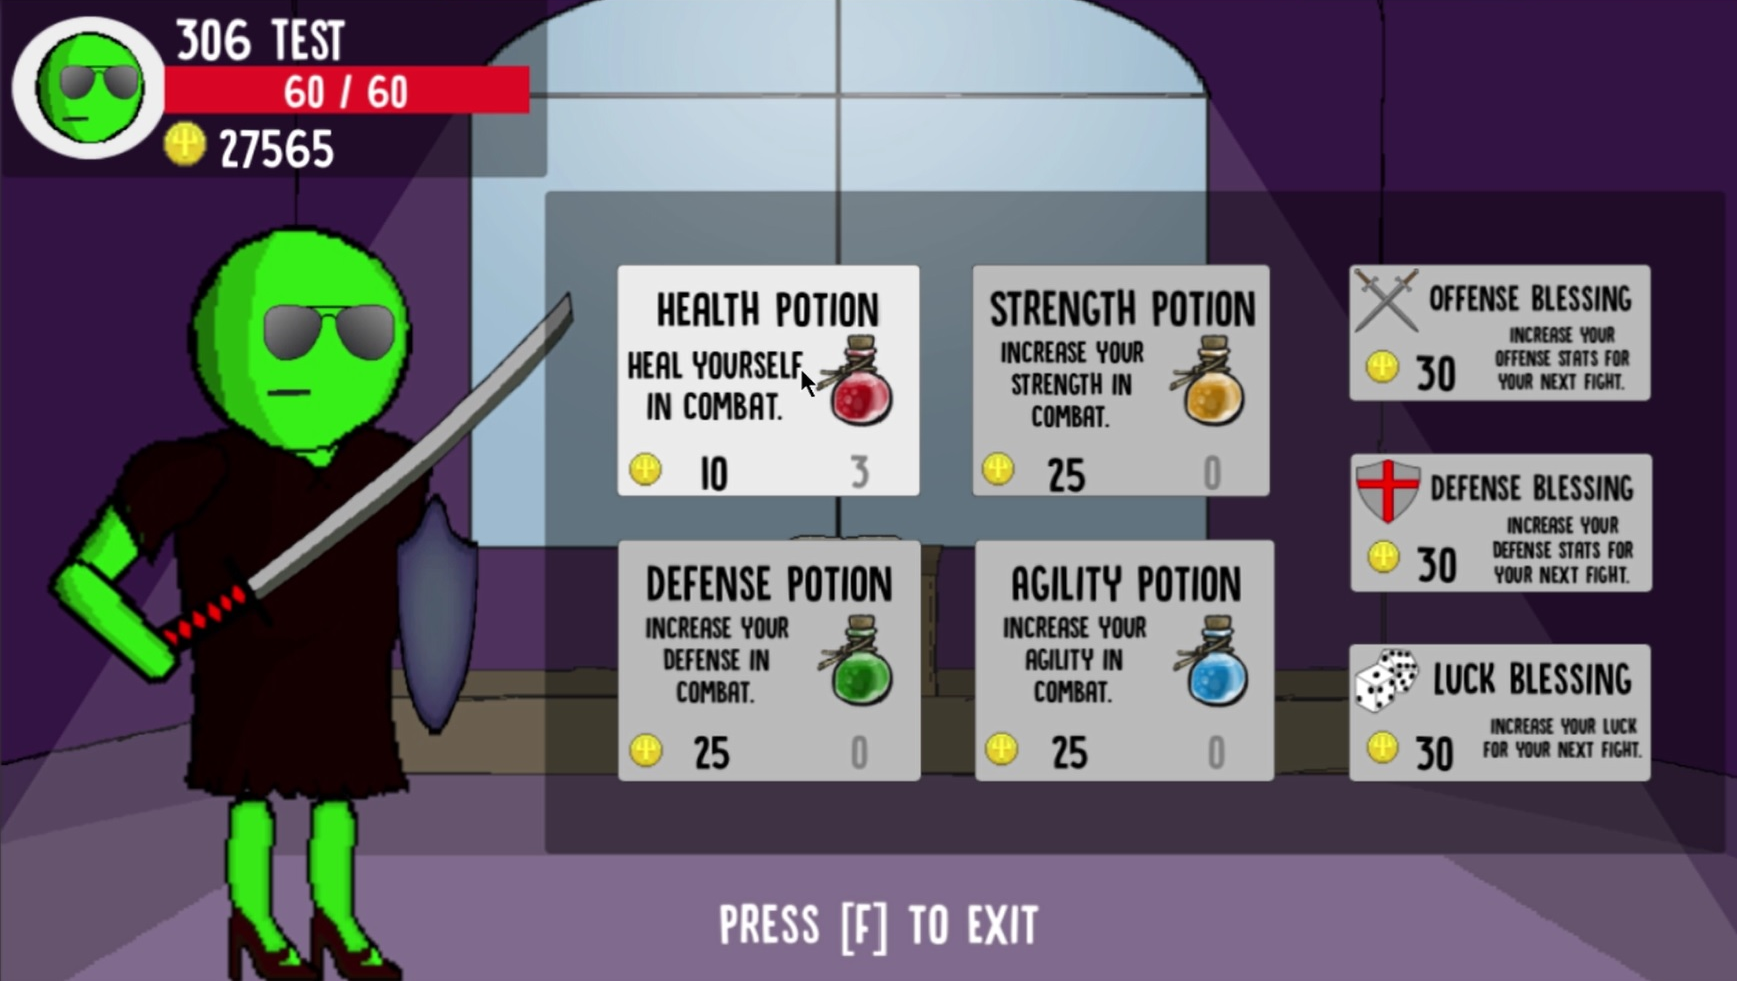 306 TEST
60 / 60
27565
HEALTH POTION
HEAL YOURSELF
IN COMBAT.
10 3
STRENGTH POTION
INCREASE YOUR
STRENGTH IN
COMBAT.
25 0
OFFENSE BLESSING
INCREASE YOUR
OFFENSE STATS FOR
YOUR NEXT FIGHT.
30
DEFENSE BLESSING
INCREASE YOUR
DEFENSE STATS FOR
YOUR NEXT FIGHT.
30
DEFENSE POTION
INCREASE YOUR
DEFENSE IN
COMBAT.
25 0
AGILITY POTION
INCREASE YOUR
AGILITY IN
COMBAT.
25 0
LUCK BLESSING
INCREASE YOUR LUCK
FOR YOUR NEXT FIGHT.
30
PRESS [F] TO EXIT